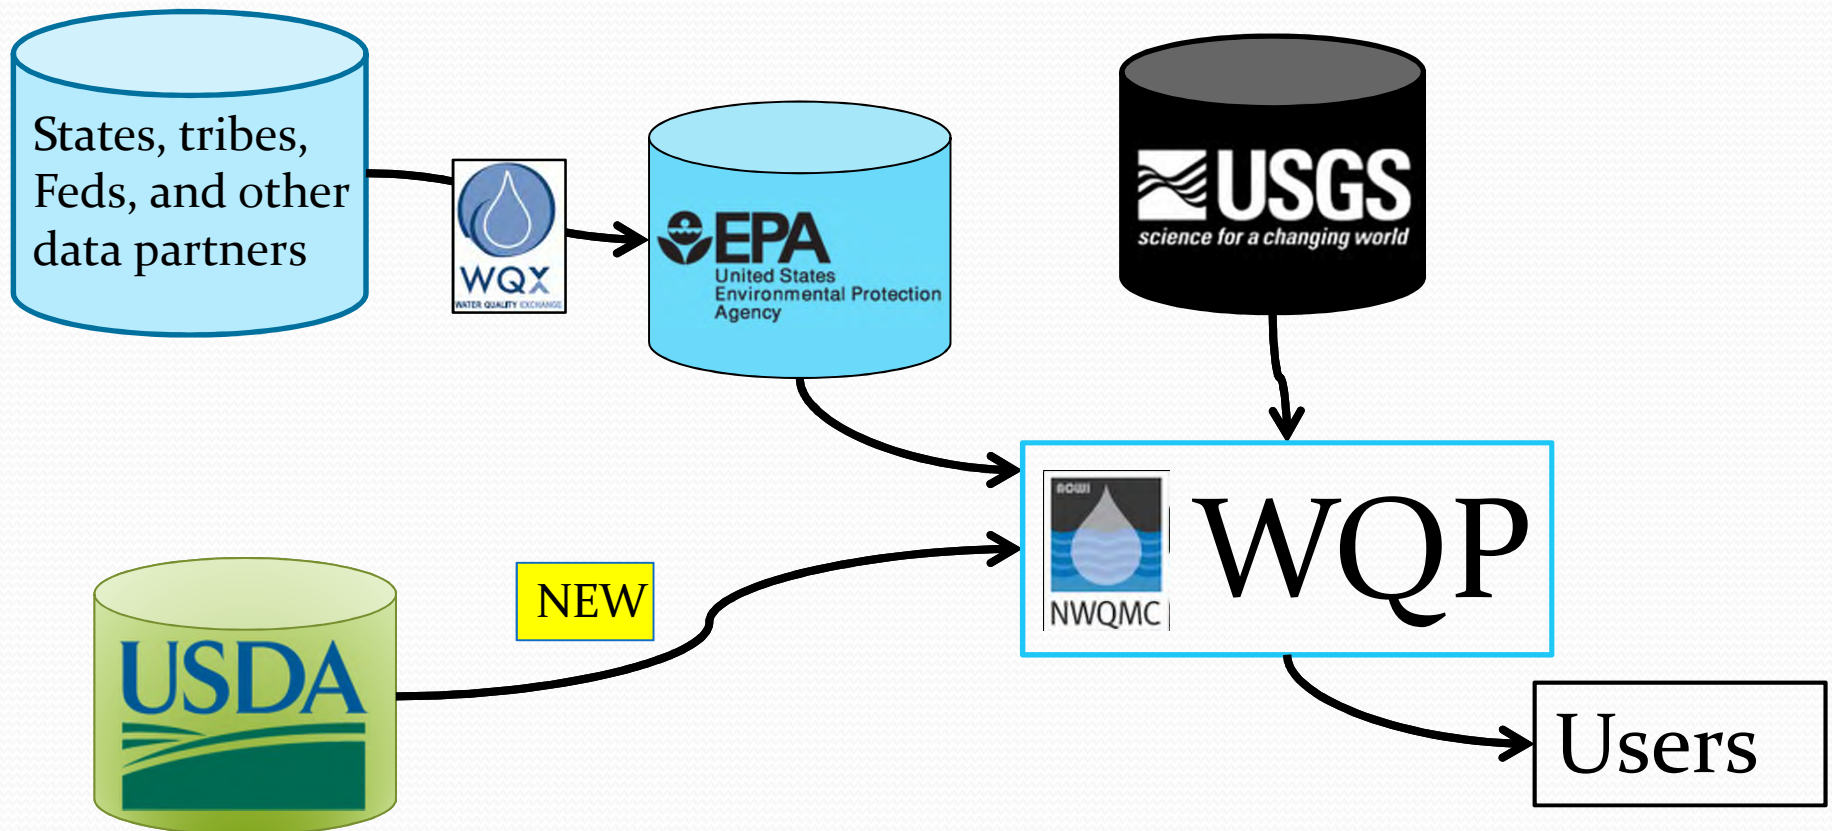 States, tribes,
Feds, and other
data partners
WQX
WATER QUALITY EXCHANGE
EPA
United States
Environmental Protection
Agency
USGS
science for a changing world
NEW
USDA
ACWI
NWQMC
WQP
Users